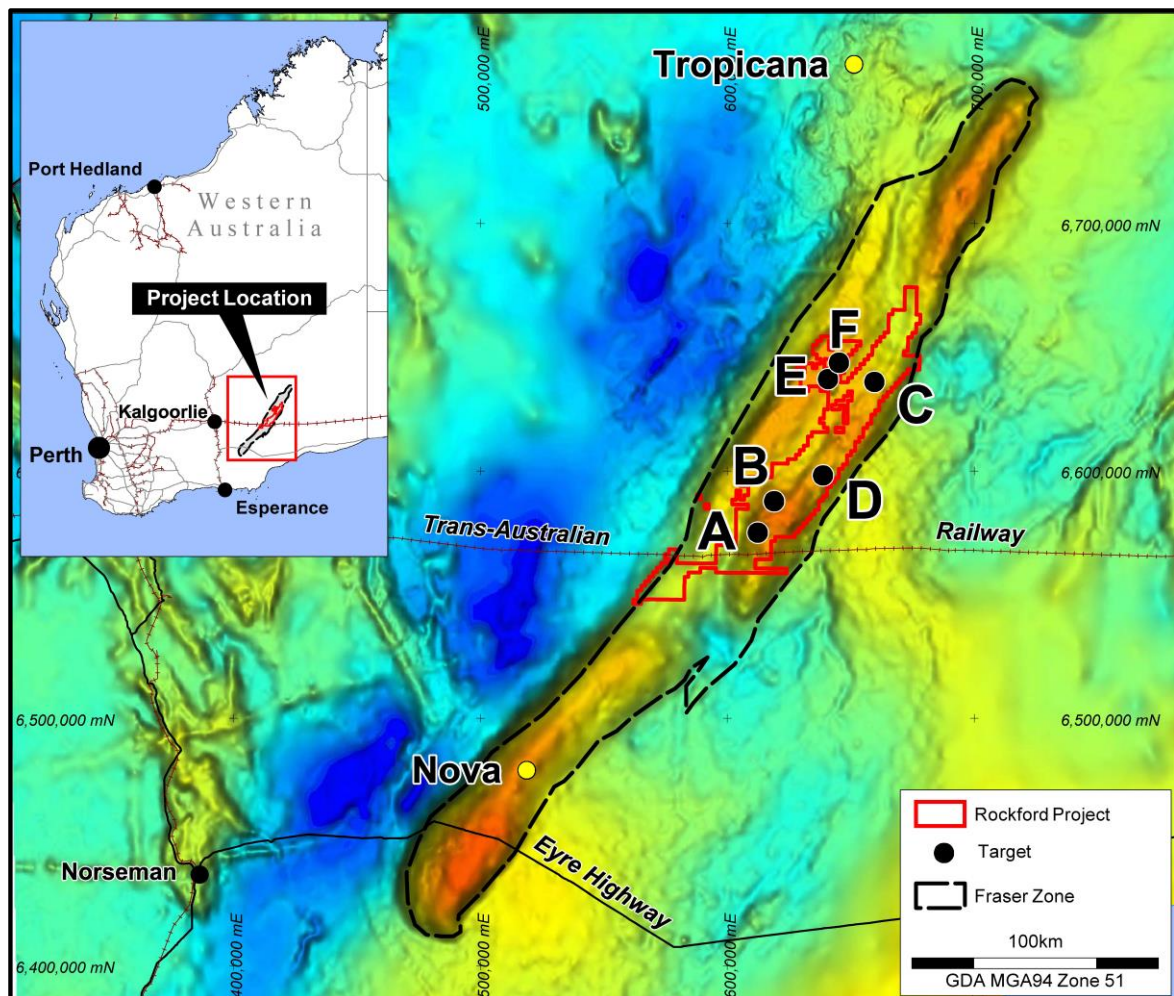 Port Hedland
Western
Australia
Project Location
Kalgoorlie
Perth
Esperance
500,000 mE
600,000 mE
700,000 mE
Tropicana
6,700,000 mN
F
E
C
B
D
A
6,600,000 mN
Trans-Australian
Railway
6,500,000 mN
6,500,000 mN
Nova
Eyre Highway
Norseman
6,400,000 mN
400,000 mE
500,000 mE
600,000 mE
Rockford Project
Target
Fraser Zone
100km
GDA MGA94 Zone 51